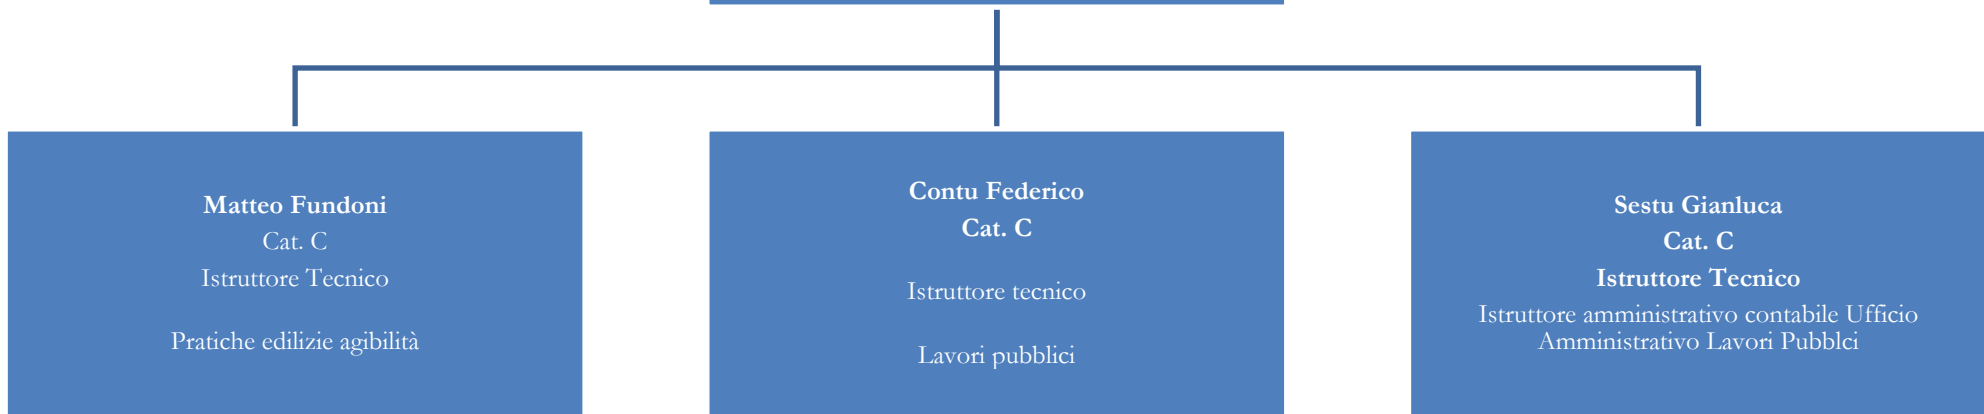 Matteo Fundoni
Cat. C
Istruttore Tecnico
Pratiche edilizie agibilità
Contu Federico
Cat. C
Istruttore tecnico
Lavori pubblici
Sestu Gianluca
Cat. C
Istruttore Tecnico
Istruttore amministrativo contabile Ufficio
Amministrativo Lavori Pubblci